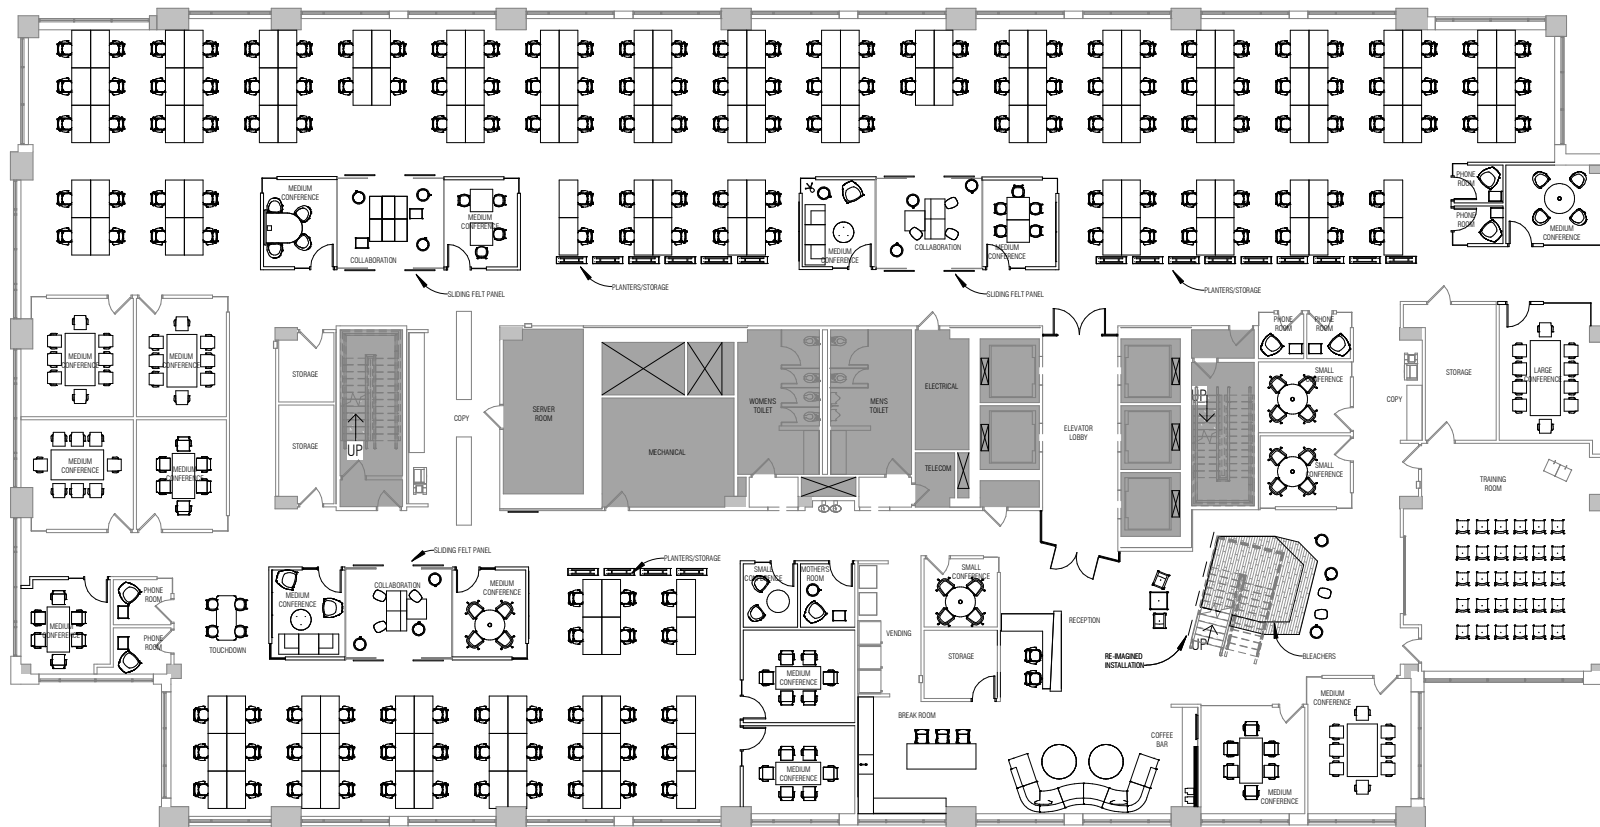 MEDIUM
CONFERENCE
COLLABORATION
MEDIUM
CONFERENCE
SLIDING FELT PANEL
PLANTERS/STORAGE
MEDIUM
CONFERENCE
COLLABORATION
MEDIUM
CONFERENCE
SLIDING FELT PANEL
PLANTERS/STORAGE
PHONE
ROOM
PHONE
ROOM
MEDIUM
CONFERENCE
MEDIUM
CONFERENCE
MEDIUM
CONFERENCE
MEDIUM
CONFERENCE
MEDIUM
CONFERENCE
STORAGE
STORAGE
UP
COPY
SERVER
ROOM
MECHANICAL
WOMENS
TOILET
MENS
TOILET
ELECTRICAL
TELECOM
ELEVATOR
LOBBY
UP
PHONE
ROOM
PHONE
ROOM
SMALL
CONFERENCE
SMALL
CONFERENCE
COPY
STORAGE
LARGE
CONFERENCE
TRAINING
ROOM
MEDIUM
CONFERENCE
PHONE
ROOM
PHONE
ROOM
TOUCHDOWN
MEDIUM
CONFERENCE
COLLABORATION
SLIDING FELT PANEL
MEDIUM
CONFERENCE
PLANTERS/STORAGE
SMALL
CONFERENCE
MOTHER'S
ROOM
VENDING
SMALL
CONFERENCE
STORAGE
RECEPTION
RE-IMAGINED
INSTALLATION
UP
BLEACHERS
MEDIUM
CONFERENCE
MEDIUM
CONFERENCE
BREAK ROOM
COFFEE
BAR
MEDIUM
CONFERENCE
MEDIUM
CONFERENCE